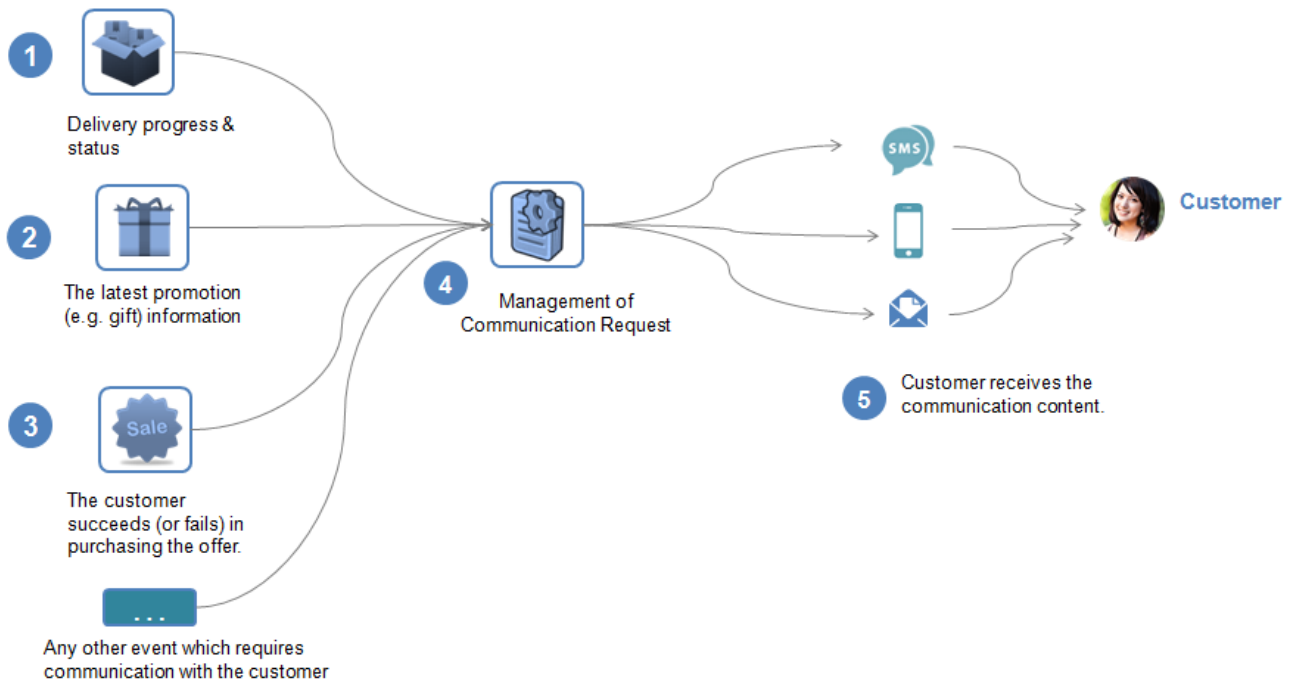 1
Delivery progress &
status
2
The latest promotion
(e.g. gift) information
3
Sale
The customer
succeeds (or fails) in
purchasing the offer.
...
Any other event which requires
communication with the customer
4
Management of
Communication Request
SMS
5
Customer receives the
communication content.
Customer